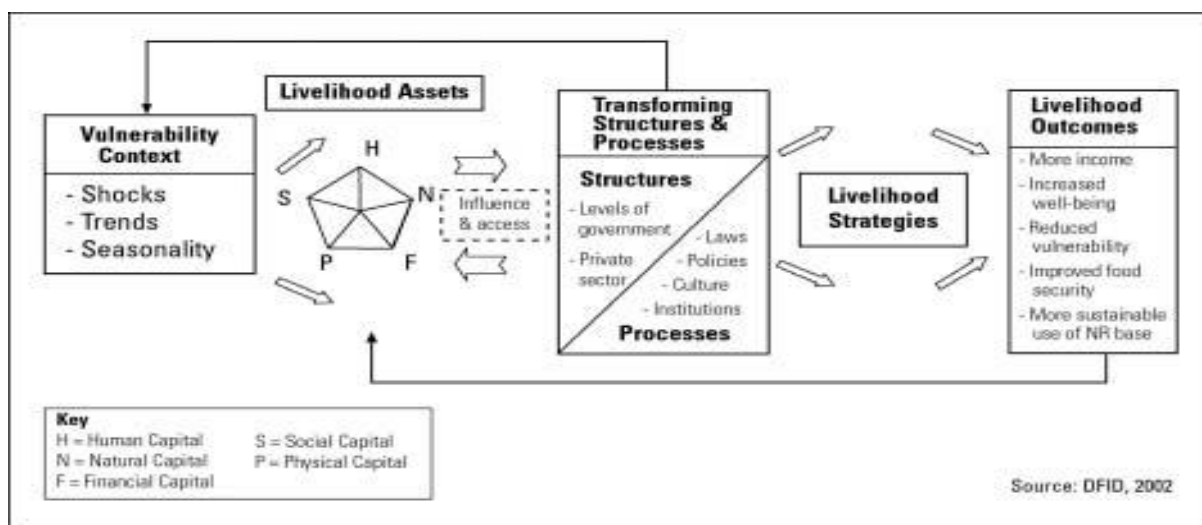 Livelihood Assets
Vulnerability
Context
- Shocks
- Trends
- Seasonality
H
S
N
P
F
Influence
& access
Transforming
Structures &
Processes
Structures
- Levels of
government
- Private
sector
- Laws
- Policies
- Culture
- Institutions
Processes
Livelihood
Strategies
Livelihood
Outcomes
- More income
- Increased
well-being
- Reduced
vulnerability
- Improved food
security
- More sustainable
use of NR base
Key
H = Human Capital
S = Social Capital
N = Natural Capital
P = Physical Capital
F = Financial Capital
Source: DFID, 2002